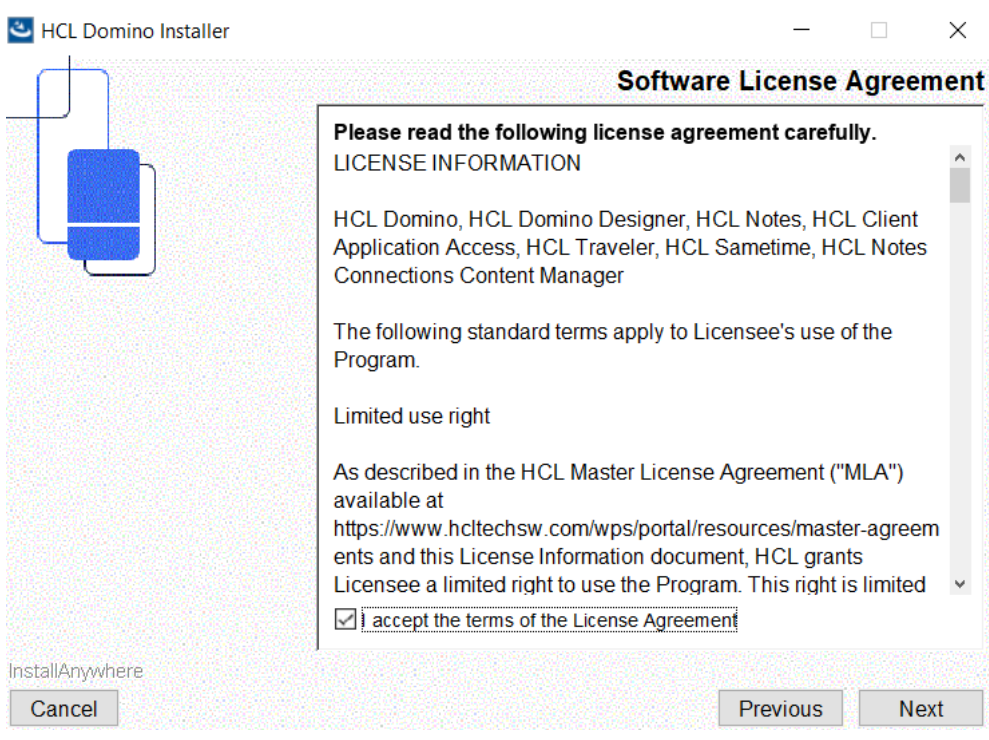 HCL Domino Installer
Software License Agreement
Please read the following license agreement carefully.
LICENSE INFORMATION
HCL Domino, HCL Domino Designer, HCL Notes, HCL Client
Application Access, HCL Traveler, HCL Sametime, HCL Notes
Connections Content Manager
The following standard terms apply to Licensee's use of the
Program.
Limited use right
As described in the HCL Master License Agreement ("MLA")
available at
https://www.hcltechsw.com/wps/portal/resources/master-agreem
ents and this License Information document, HCL grants
Licensee a limited right to use the Program. This right is limited
I accept the terms of the License Agreement
InstallAnywhere
Cancel
Previous
Next